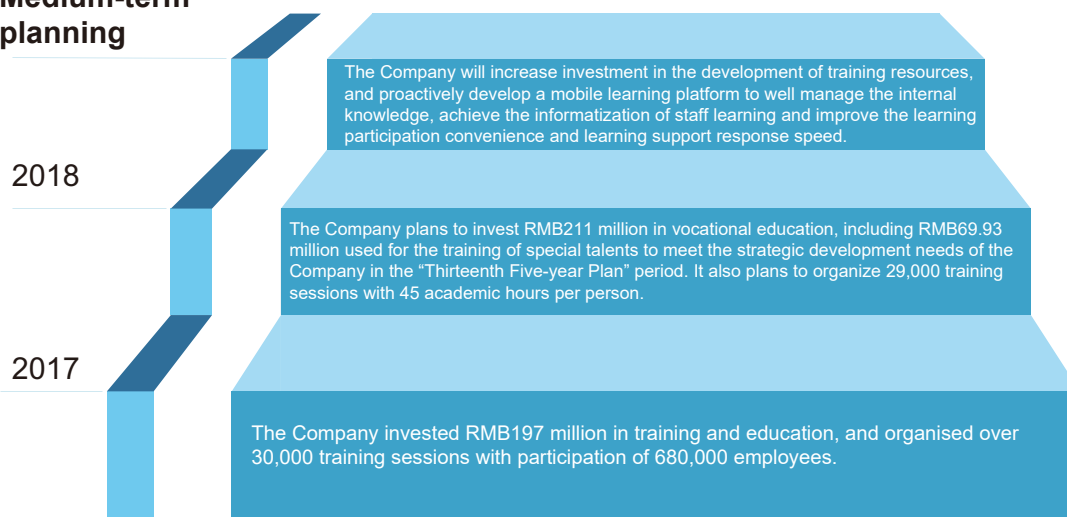 Medium-term
planning
The Company will increase investment in the development of training resources,
and proactively develop a mobile learning platform to well manage the internal
knowledge, achieve the informatization of staff learning and improve the learning
participation convenience and learning support response speed.
2018
The Company plans to invest RMB211 million in vocational education, including RMB69.93
million used for the training of special talents to meet the strategic development needs of the
Company in the “Thirteenth Five-year Plan” period. It also plans to organize 29,000 training
sessions with 45 academic hours per person.
2017
The Company invested RMB197 million in training and education, and organised over
30,000 training sessions with participation of 680,000 employees.